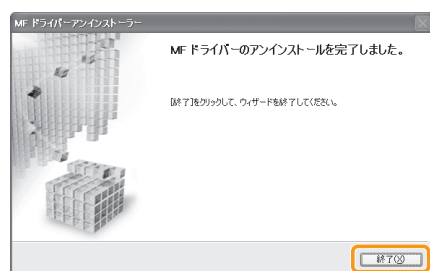 MF ドライバーアンインストーラー
MF ドライバーのアンインストールを完了しました。
[終了]をクリックして、ウィザードを終了してください。
終了(X)